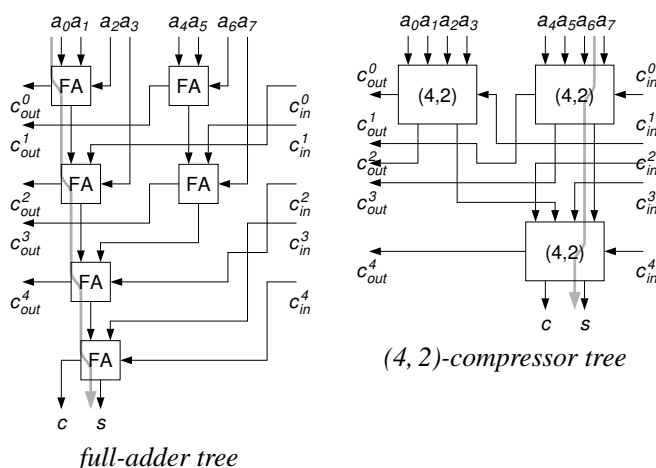 a0a1 a2a3 a4a5 a6a7
FA FA
c0out c0in
c1out c1in
FA FA
c2out c2in
c3out c3in
FA
c4out c4in
FA
c s
full-adder tree
a0a1a2a3 a4a5a6a7
c0out (4,2) (4,2) c0in
c1out c1in
c2out c2in
c3out c3in
c4out (4,2) c4in
c s
(4, 2)-compressor tree